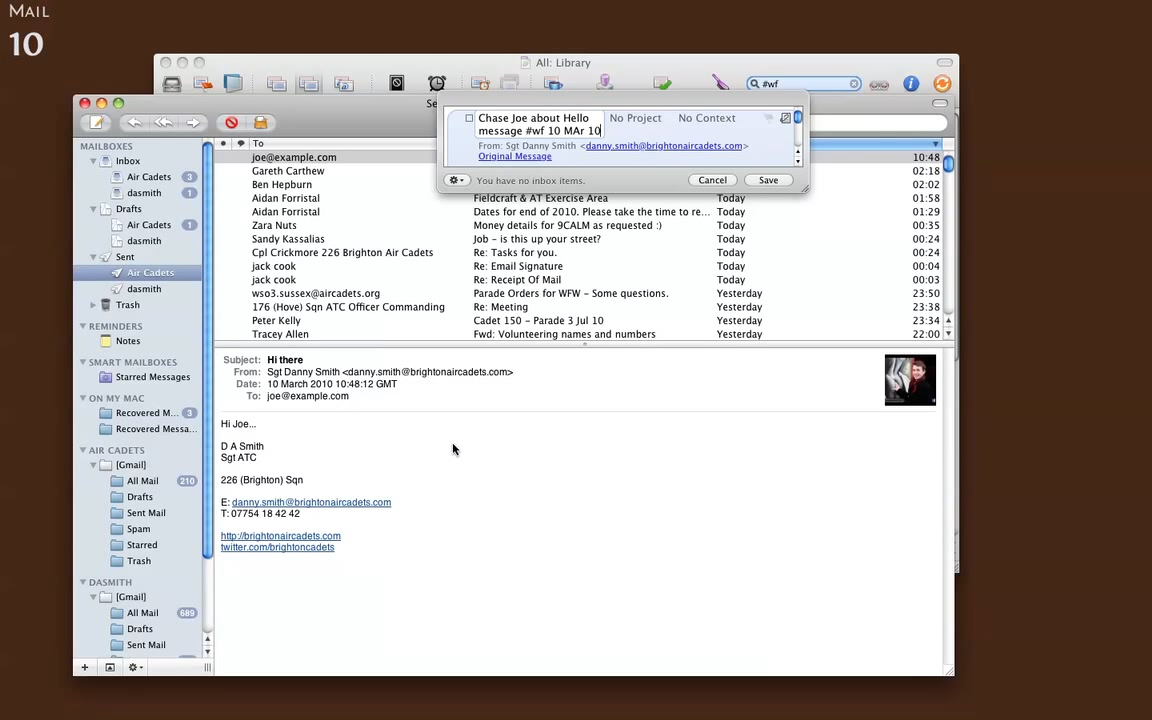 MAIL
10
All: Library
#wf
Se
Chase Joe about Hello
message #wf 10 MAr 10
No Project
No Context
From: Sgt Danny Smith <danny.smith@brightonaircadets.com>
Original Message
You have no inbox items.
Cancel
Save
MAILBOXES
Inbox
Air Cadets 3
dasmith 1
Drafts
Air Cadets 1
dasmith
Sent
Air Cadets
dasmith
Trash
REMINDERS
Notes
SMART MAILBOXES
Starred Messages
ON MY MAC
Recovered M... 3
Recovered Messa...
AIR CADETS
[Gmail]
All Mail 210
Drafts
Sent Mail
Spam
Starred
Trash
DASMITH
[Gmail]
All Mail 689
Drafts
Sent Mail
To
joe@example.com 10:48
Gareth Carthew 02:18
Ben Hepburn 02:02
Aidan Forristal Fieldcraft & AT Exercise Area Today 01:58
Aidan Forristal Dates for end of 2010. Please take the time to re... Today 01:29
Zara Nuts Money details for 9CALM as requested :) Today 00:35
Sandy Kassalias Job - is this up your street? Today 00:24
Cpl Crickmore 226 Brighton Air Cadets Re: Tasks for you. Today 00:24
jack cook Re: Email Signature Today 00:04
jack cook Re: Receipt Of Mail Today 00:03
wso3.sussex@aircadets.org Parade Orders for WFW - Some questions. Yesterday 23:50
176 (Hove) Sqn ATC Officer Commanding Re: Meeting Yesterday 23:38
Peter Kelly Cadet 150 - Parade 3 Jul 10 Yesterday 23:34
Tracey Allen Fwd: Volunteering names and numbers Yesterday 22:00
Subject: Hi there
From: Sgt Danny Smith <danny.smith@brightonaircadets.com>
Date: 10 March 2010 10:48:12 GMT
To: joe@example.com
Hi Joe...
D A Smith
Sgt ATC
226 (Brighton) Sqn
E: danny.smith@brightonaircadets.com
T: 07754 18 42 42
http://brightonaircadets.com
twitter.com/brightoncadets